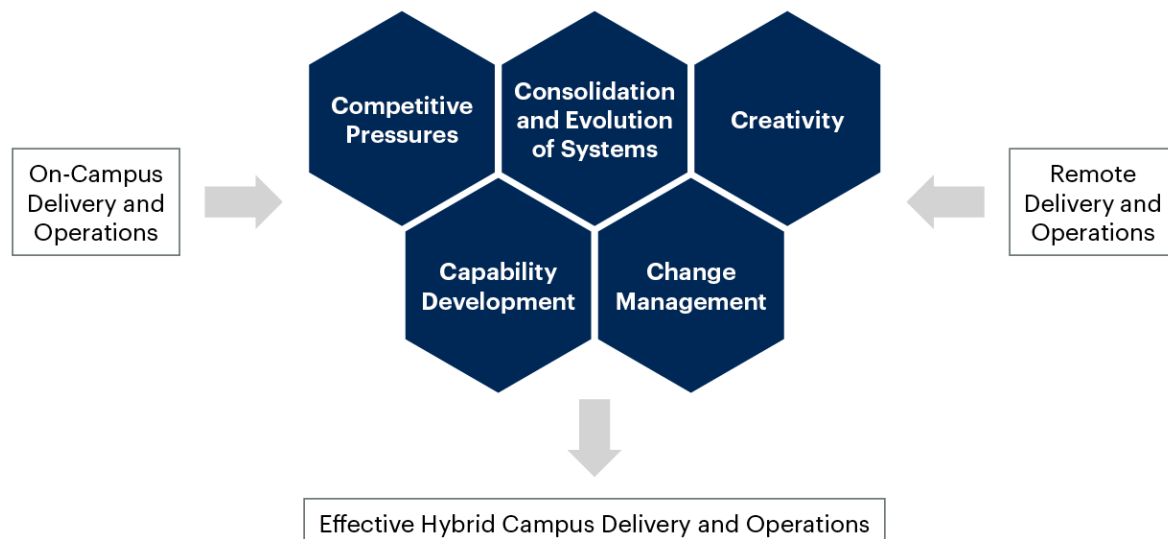 Competitive
Pressures
Consolidation
and Evolution
of Systems
Creativity
On-Campus
Delivery and
Operations
Remote
Delivery and
Operations
Capability
Development
Change
Management
Effective Hybrid Campus Delivery and Operations